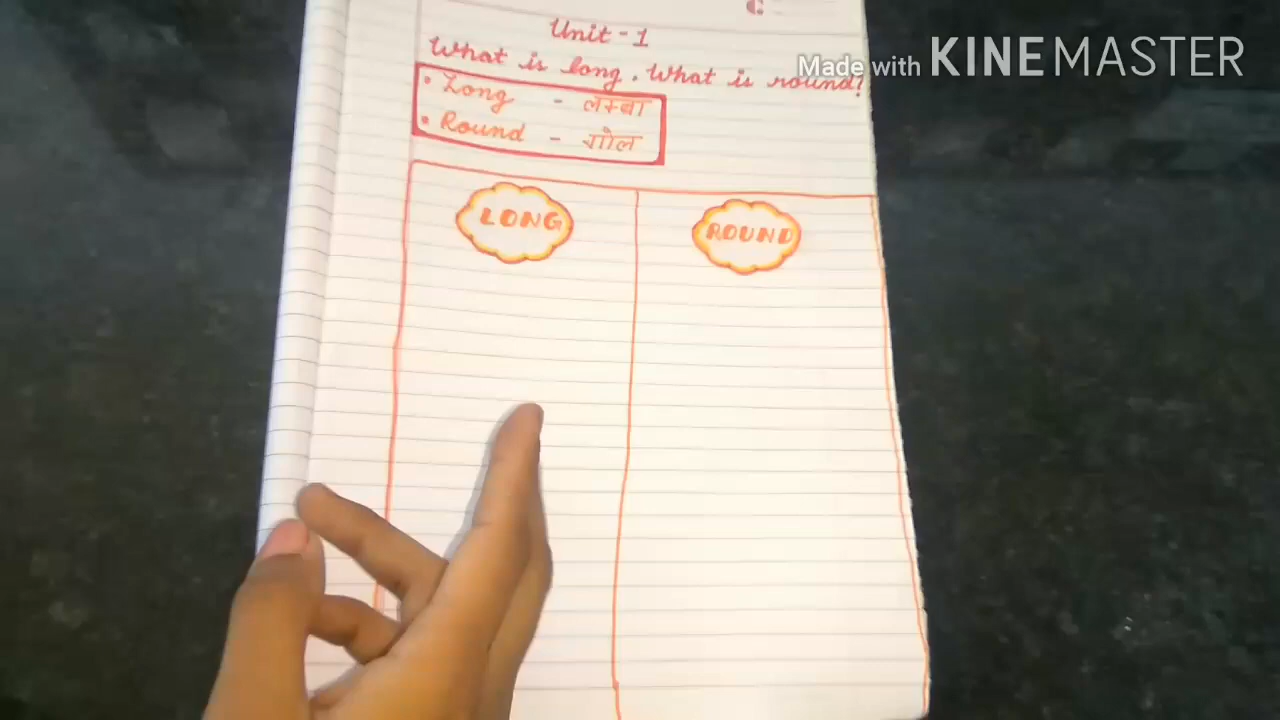 Unit - 1
What is long. What is round?
• Long - लम्बा
• Round - गोल
LONG
ROUND
Made with KINEMASTER